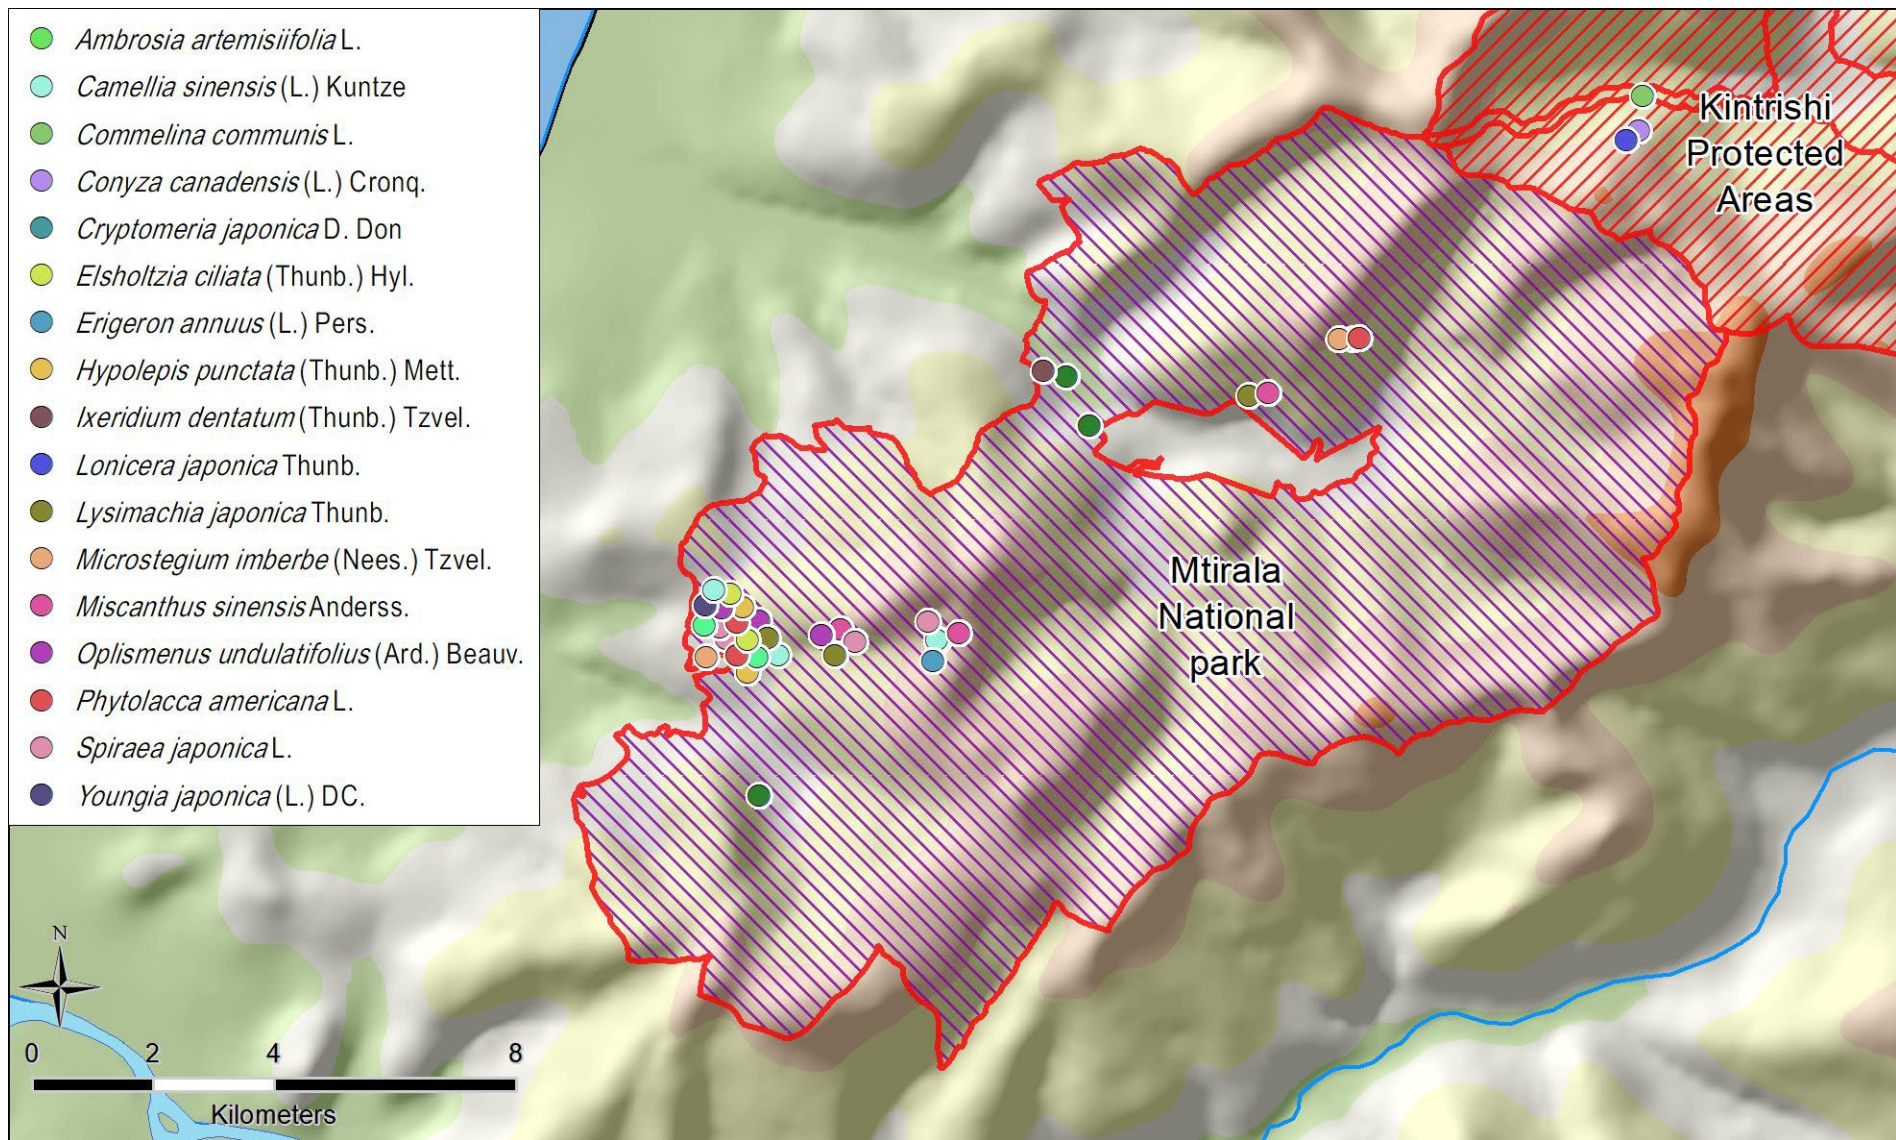 Ambrosia artemisiifolia L.
Camellia sinensis (L.) Kuntze
Commelina communis L.
Conyza canadensis (L.) Cronq.
Cryptomeria japonica D. Don
Elsholtzia ciliata (Thunb.) Hyl.
Erigeron annuus (L.) Pers.
Hypolepis punctata (Thunb.) Mett.
Ixeridium dentatum (Thunb.) Tzvel.
Lonicera japonica Thunb.
Lysimachia japonica Thunb.
Microstegium imberbe (Nees.) Tzvel.
Miscanthus sinensis Anderss.
Oplismenus undulatifolius (Ard.) Beauv.
Phytolacca americana L.
Spiraea japonica L.
Youngia japonica (L.) DC.
Kintrishi
Protected
Areas
Mtirala
National
park
N
0 2 4 8
Kilometers